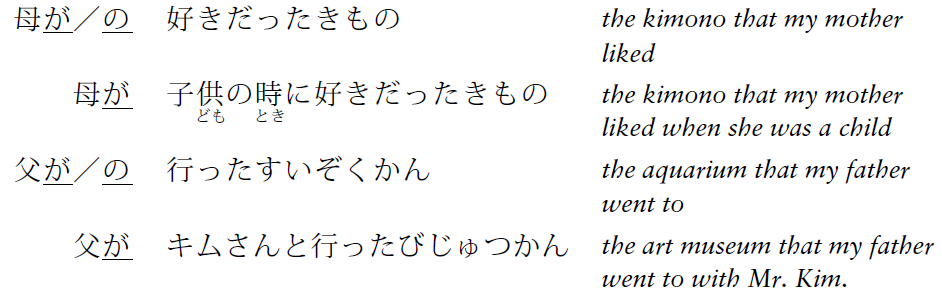 母が／の 好きだったきもの the kimono that my mother
liked
母が 子供の時に好きだったきもの the kimono that my mother
ども とき
liked when she was a child
父が／の 行ったすいぞくかん the aquarium that my father
went to
父が キムさんと行ったびじゅつかん the art museum that my father
went to with Mr. Kim.